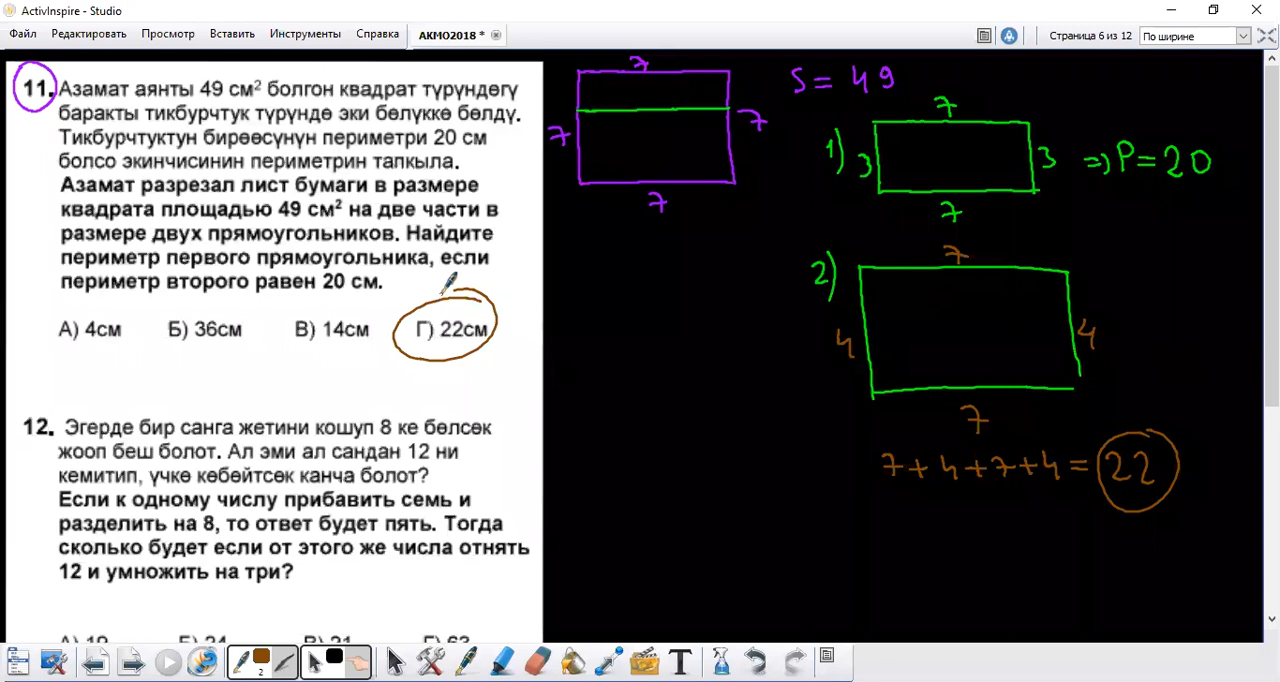 ActivInspire - Studio
Файл Редактировать Просмотр Вставить Инструменты Справка
АКМО2018 *
Страница 6 из 12
По ширине
11. Азамат аянты 49 см² болгон квадрат түрүндөгү
баракты тикбурчтук түрүндө эки бөлүккө бөлдү.
Тикбурчтуктун бирөөсүнүн периметри 20 см
болсо экинчисинин периметрин тапкыла.
Азамат разрезал лист бумаги в размере
квадрата площадью 49 см² на две части в
размере двух прямоугольников. Найдите
периметр первого прямоугольника, если
периметр второго равен 20 см.
А) 4см Б) 36см В) 14см Г) 22см
12. Эгерде бир санга жетини кошуп 8 ке бөлсөк
жооп беш болот. Ал эми ал сандан 12 ни
кемитип, үчкө көбөйтсөк канча болот?
Если к одному числу прибавить семь и
разделить на 8, то ответ будет пять. Тогда
сколько будет если от этого же числа отнять
12 и умножить на три?
7
7 7
7
S = 49
7
1) 3 3 => P = 20
7
2) 7
4 4
7
7 + 4 + 7 + 4 = 22
2
T